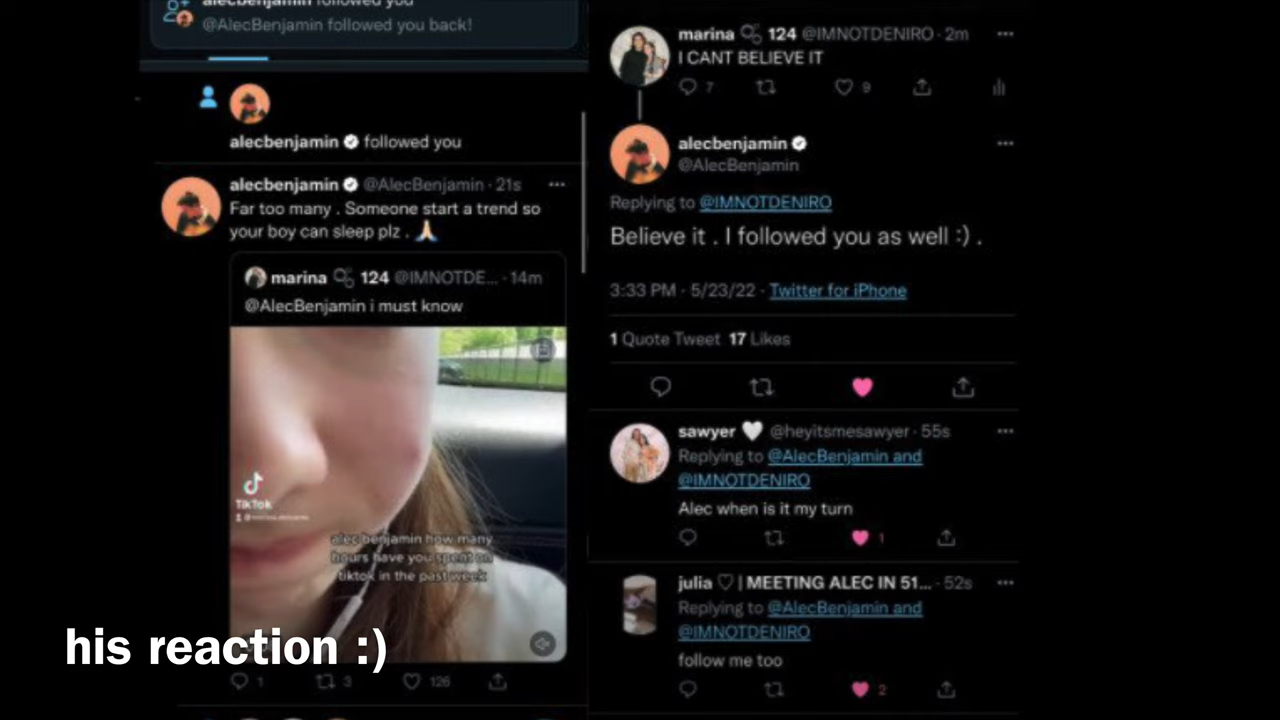 alecbenjamin followed you
@AlecBenjamin followed you back!
alecbenjamin followed you
alecbenjamin @AlecBenjamin · 21s
Far too many . Someone start a trend so
your boy can sleep plz . 🙏
marina 124 @IMNOTDE... · 14m
@AlecBenjamin i must know
TikTok
alec benjamin how many
hours have you spent on
tiktok in the past week
1 3 126
his reaction :)
marina 124 @IMNOTDENIRO · 2m
I CANT BELIEVE IT
7 9
alecbenjamin
@AlecBenjamin
Replying to @IMNOTDENIRO
Believe it . I followed you as well :) .
3:33 PM · 5/23/22 · Twitter for iPhone
1 Quote Tweet 17 Likes
sawyer 🤍 @heyitsmesawyer · 55s
Replying to @AlecBenjamin and
@IMNOTDENIRO
Alec when is it my turn
1
julia ♡ | MEETING ALEC IN 51... · 52s
Replying to @AlecBenjamin and
@IMNOTDENIRO
follow me too
2